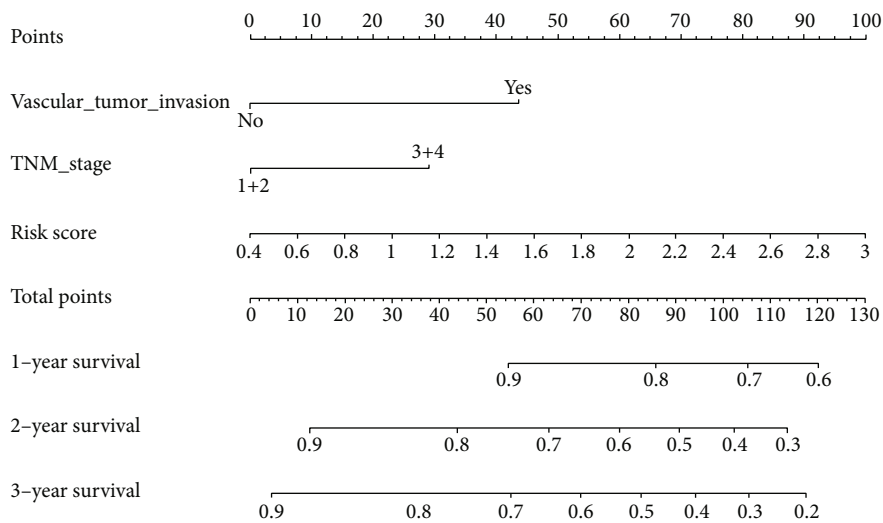 Points 0 10 20 30 40 50 60 70 80 90 100
Yes
Vascular_tumor_invasion
No
3+4
TNM_stage
1+2
Risk score
0.4 0.6 0.8 1 1.2 1.4 1.6 1.8 2 2.2 2.4 2.6 2.8 3
Total points
0 10 20 30 40 50 60 70 80 90 100 110 120 130
1–year survival
0.9 0.8 0.7 0.6
2–year survival
0.9 0.8 0.7 0.6 0.5 0.4 0.3
3–year survival
0.9 0.8 0.7 0.6 0.5 0.4 0.3 0.2